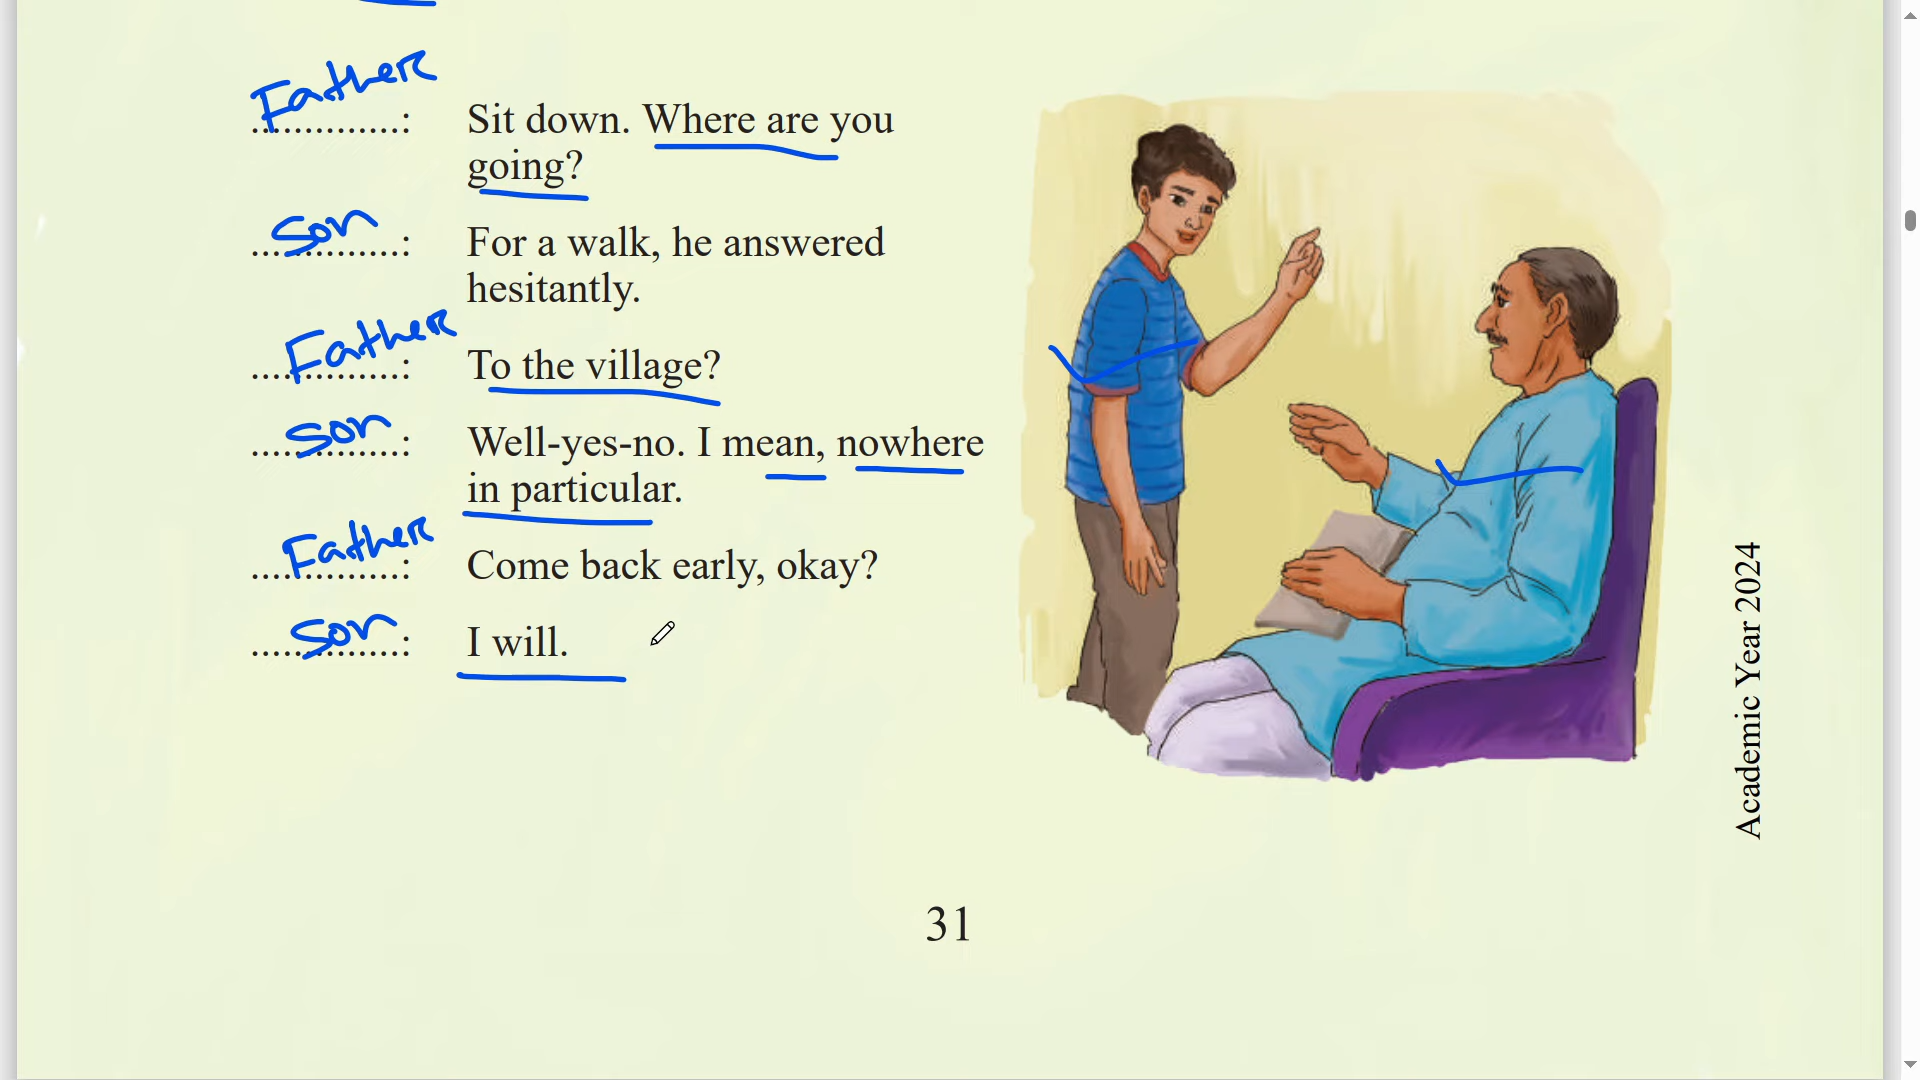 Father
..............: Sit down. Where are you
going?
son
..............: For a walk, he answered
hesitantly.
Father
..............: To the village?
son
..............: Well-yes-no. I mean, nowhere
in particular.
Father
..............: Come back early, okay?
son
..............: I will.
Academic Year 2024
31